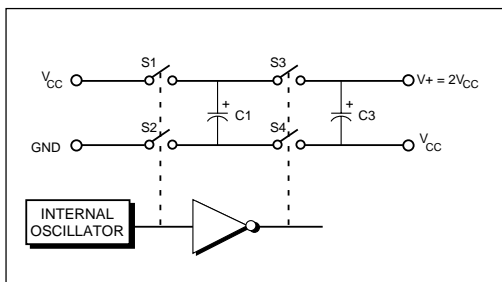 S1
S3
VCC
V+ = 2VCC
+
C1
+
C3
S2
S4
GND
VCC
INTERNAL
OSCILLATOR